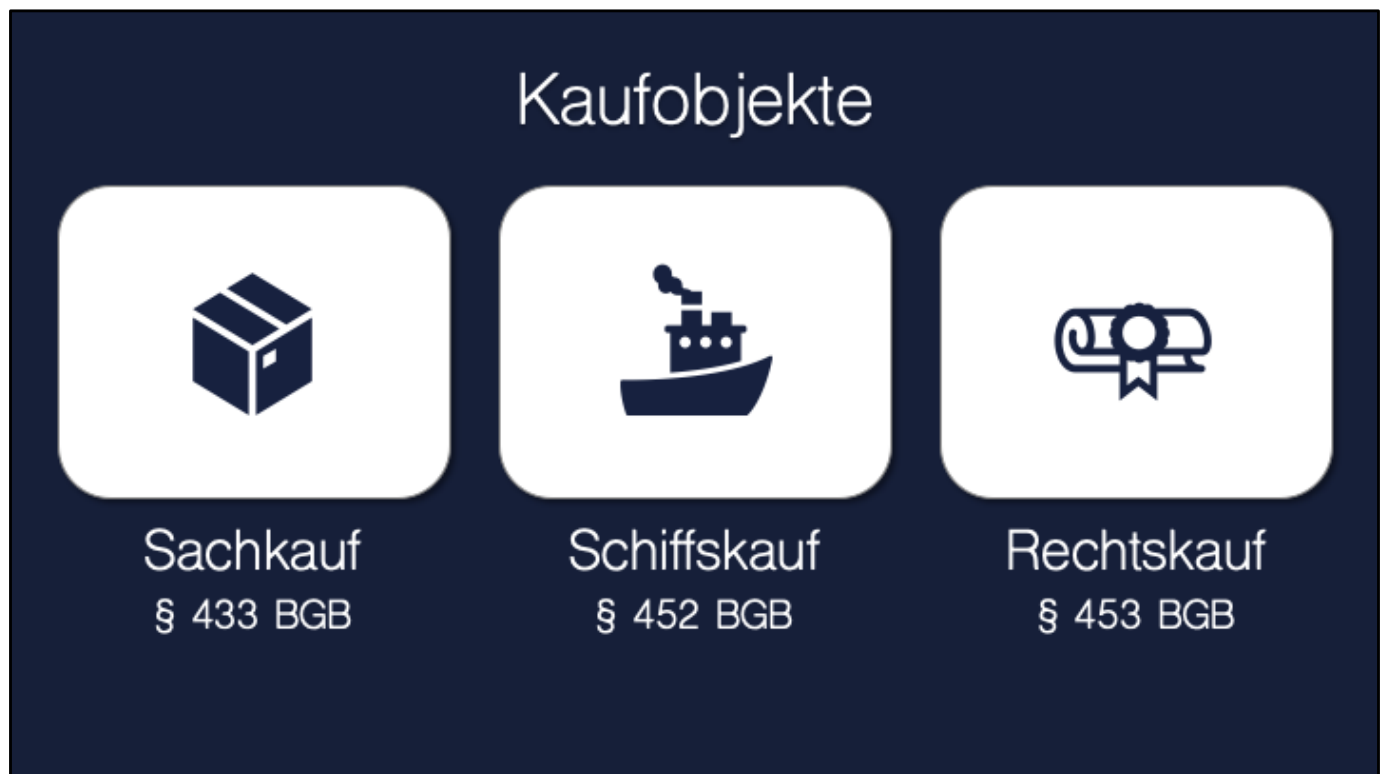 Kaufobjekte
Sachkauf
§ 433 BGB
Schiffskauf
§ 452 BGB
Rechtskauf
§ 453 BGB